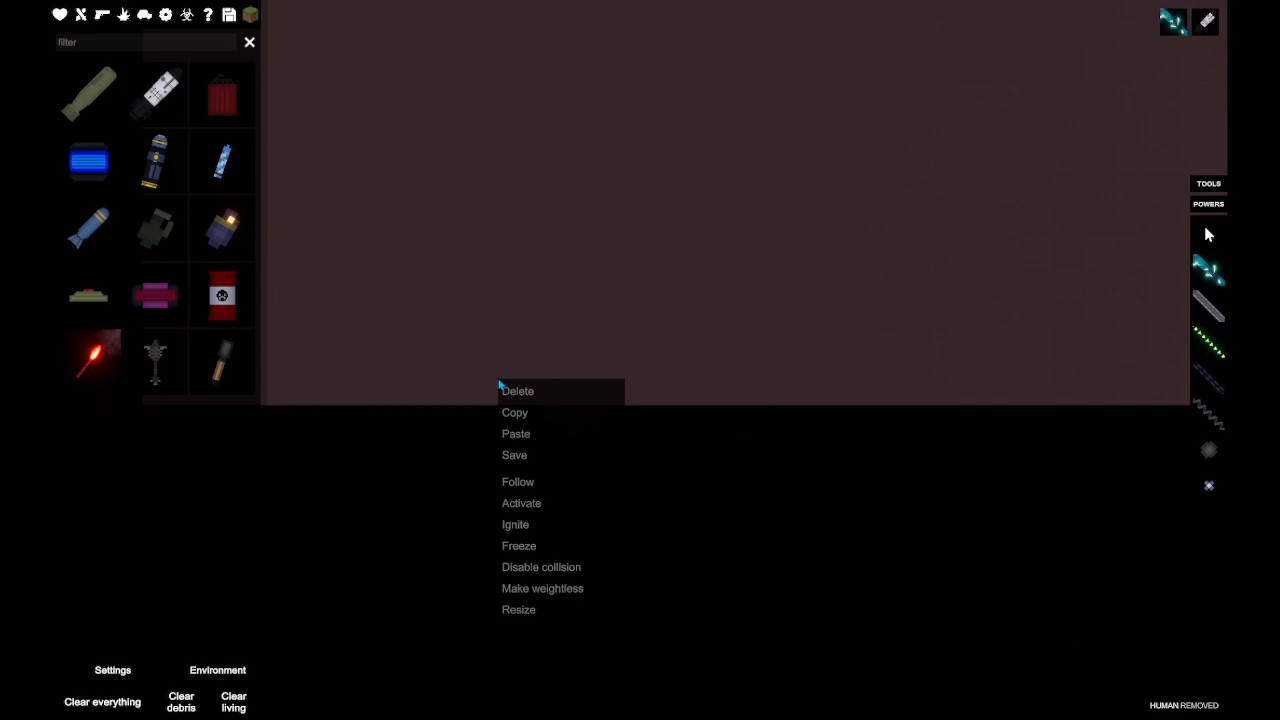 filter
TOOLS
POWERS
Delete
Copy
Paste
Save
Follow
Activate
Ignite
Freeze
Disable collision
Make weightless
Resize
Settings
Environment
Clear everything
Clear
debris
Clear
living
HUMAN REMOVED